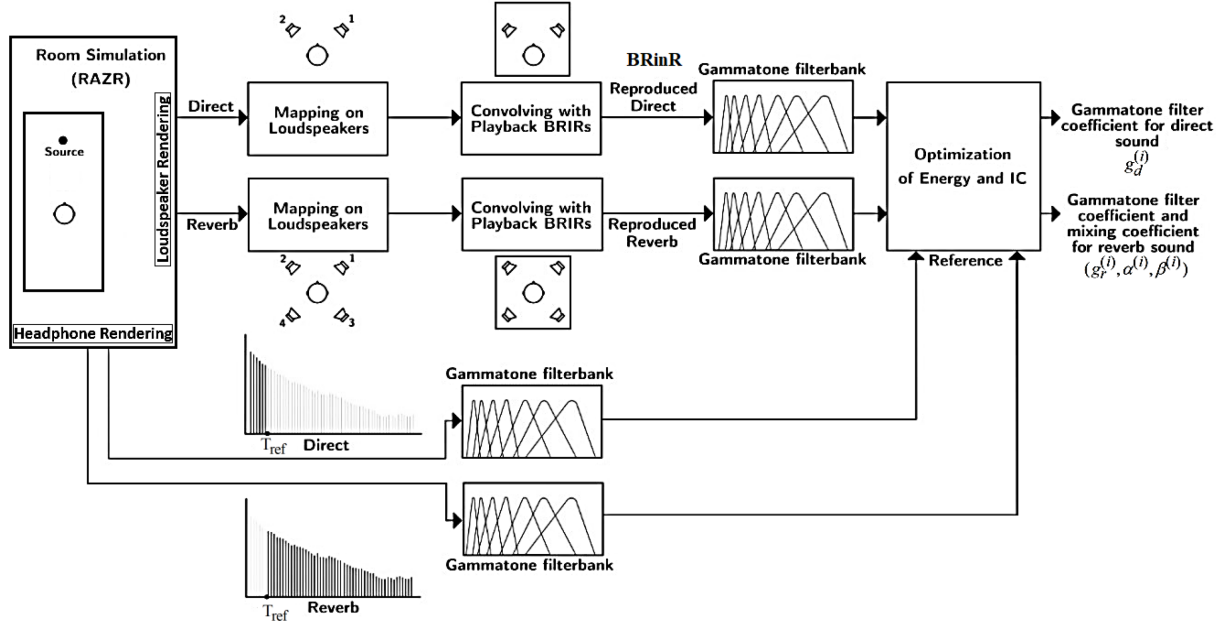 Room Simulation
(RAZR)
Source
Loudspeaker Rendering
Headphone Rendering
Direct
Reverb
2
1
Mapping on
Loudspeakers
Convolving with
Playback BRIRs
BRinR
Reproduced
Direct
Gammatone filterbank
Mapping on
Loudspeakers
2
1
4
3
Convolving with
Playback BRIRs
Reproduced
Reverb
Gammatone filterbank
Optimization
of Energy and IC
Reference
Gammatone filter
coefficient for direct
sound
g_d^{(i)}
Gammatone filter
coefficient and
mixing coefficient
for reverb sound
(g_r^{(i)}, α^{(i)}, β^{(i)})
T_ref
Direct
Gammatone filterbank
T_ref
Reverb
Gammatone filterbank